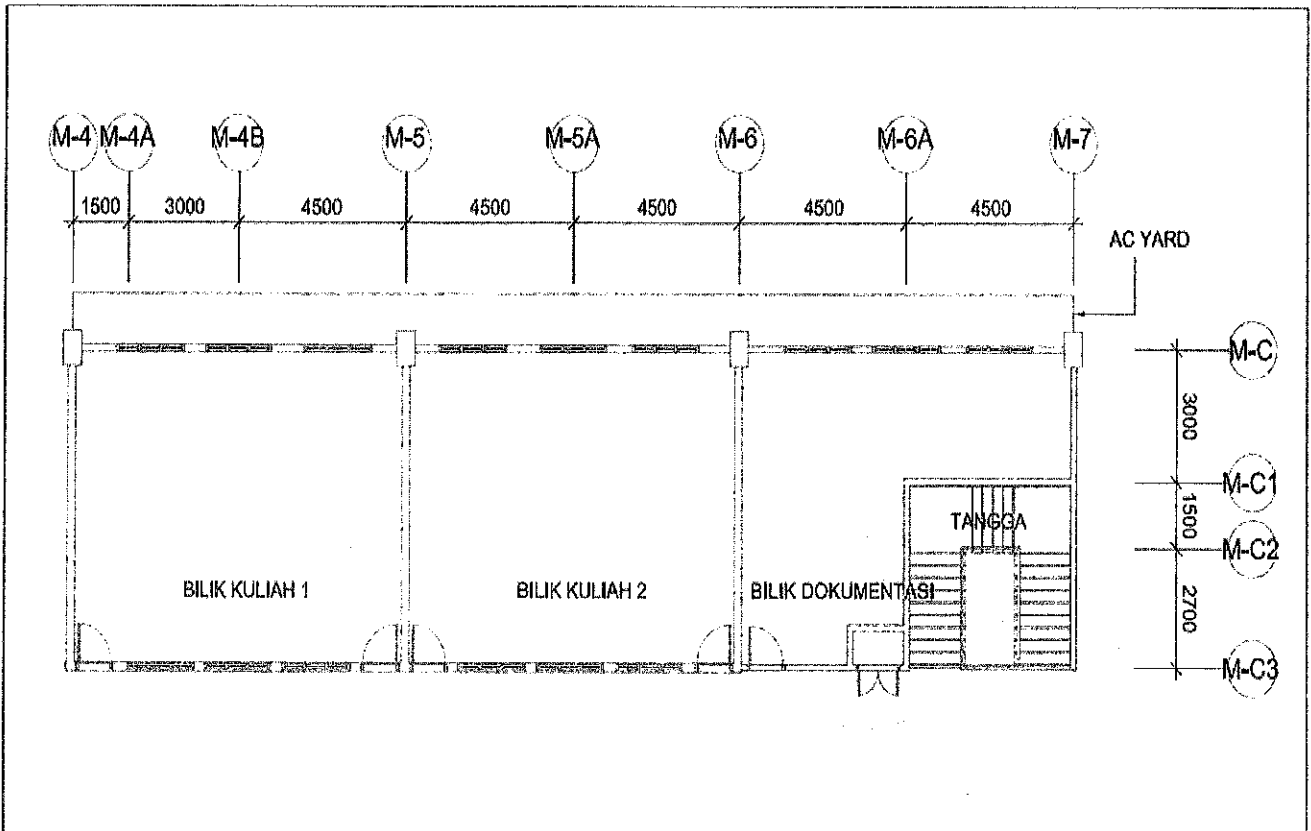 M-4 M-4A M-4B M-5 M-5A M-6 M-6A M-7
1500 3000 4500 4500 4500 4500 4500
AC YARD
M-C
3000
M-C1
1500
TANGGA
M-C2
BILIK KULIAH 1 BILIK KULIAH 2 BILIK DOKUMENTASI
2700
M-C3